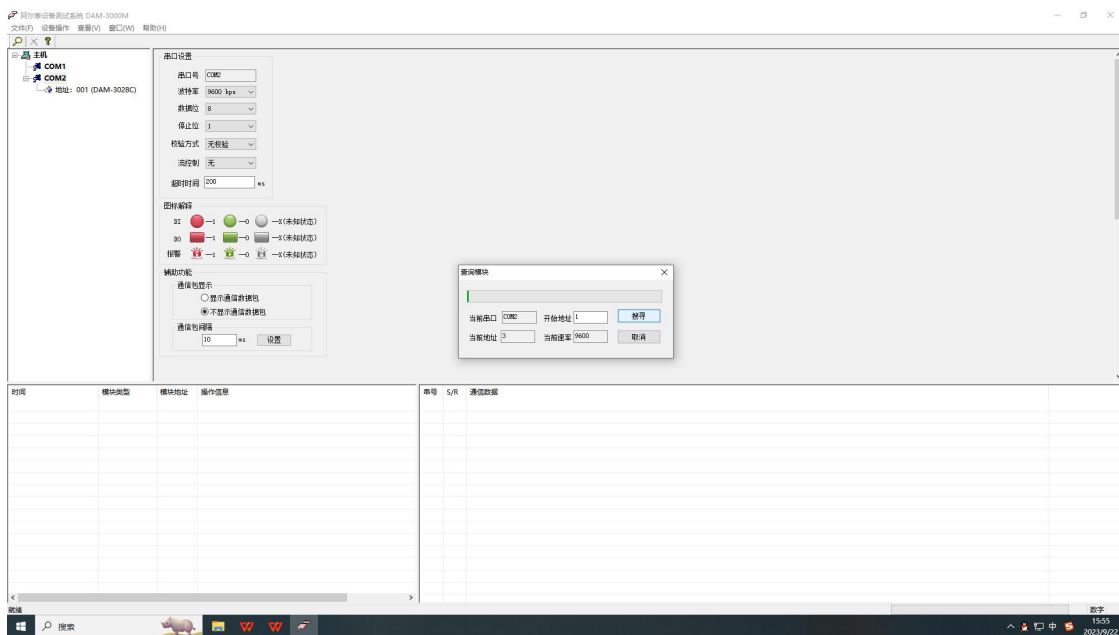 阿尔泰设备测试系统 DAM-3000M
文件(F) 设备操作 查看(V) 窗口(W) 帮助(H)
主机
COM1
COM2
地址：001 (DAM-3028C)
串口设置
串口号 COM2
波特率 9600 bps
数据位 8
停止位 1
校验方式 无校验
流控制 无
超时时间 200 ms
图标解释
DI —1 —0 —X(未知状态)
DO —1 —0 —X(未知状态)
报警 —1 —0 —X(未知状态)
辅助功能
通信包显示
显示通信数据包
不显示通信数据包
通信包间隔
10 ms 设置
查询模块
当前串口 COM2 开始地址 1 搜寻
当前地址 3 当前速率 9600 取消
时间 模块类型 模块地址 操作信息
串号 S/R 通信数据
就绪
数字
搜索
中
15:55
2023/9/22